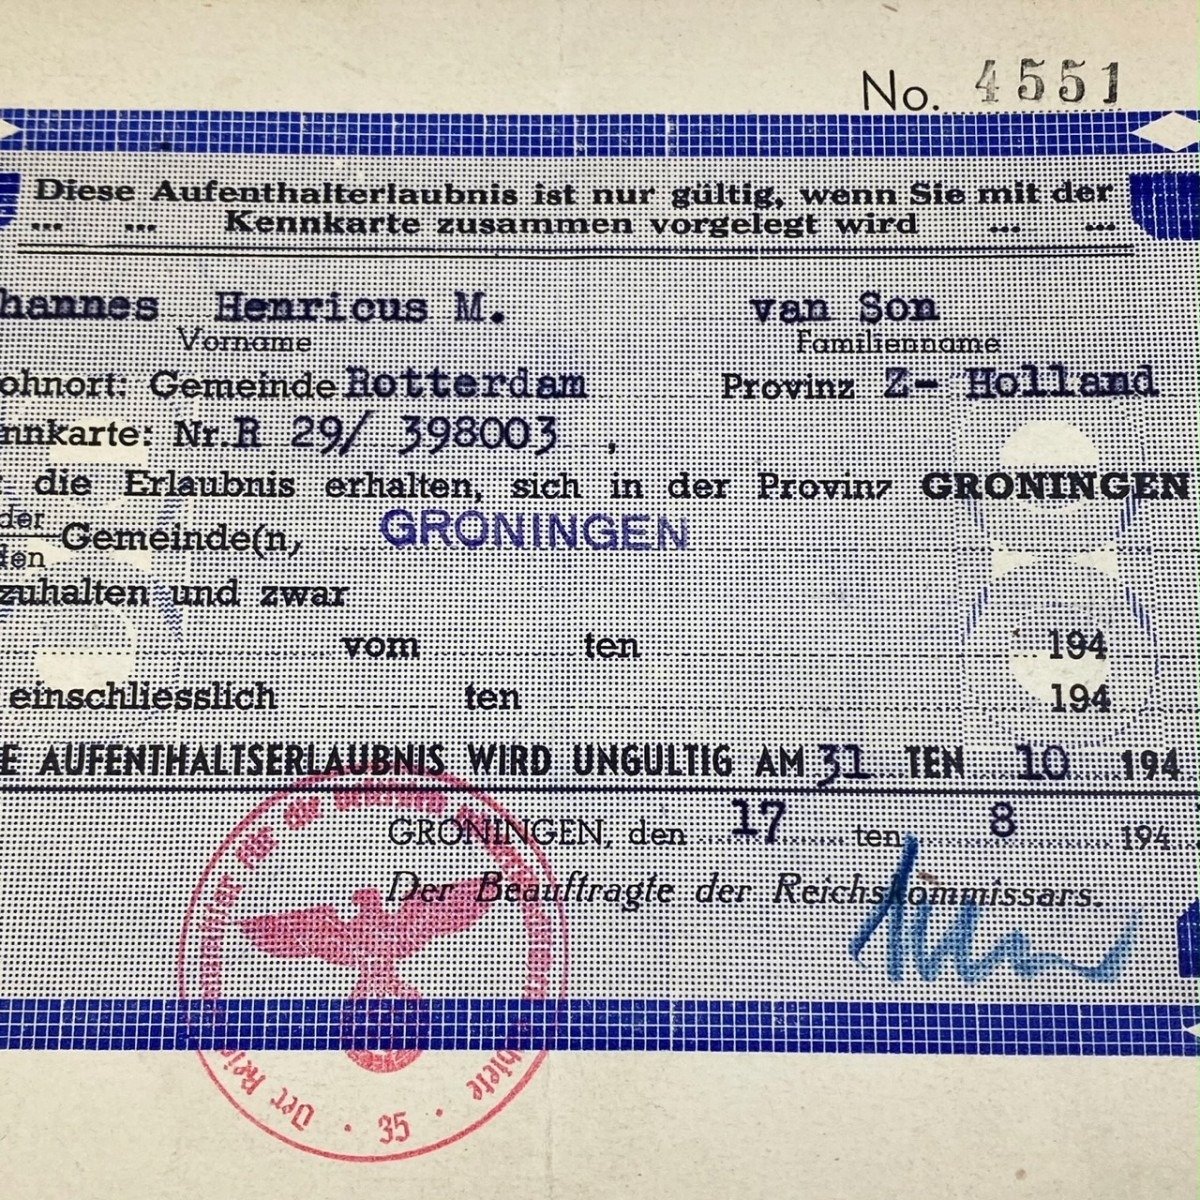 No. 4551
Diese Aufenthalterlaubnis ist nur gültig, wenn Sie mit der
... ... Kennkarte zusammen vorgelegt wird ... ...
hannes Henricus M. van Son
Vorname Familienname
ohnort: Gemeinde Rotterdam Provinz Z- Holland
nnkarte: Nr. R 29/ 398003 ,
die Erlaubnis erhalten, sich in der Provinz GRONINGEN
der
den Gemeinde(n, GRONINGEN
zuhalten und zwar
vom ten 194
einschliesslich ten 194
E AUFENTHALTSERLAUBNIS WIRD UNGULTIG AM 31 TEN 10 194
GRONINGEN, den 17 ten 8 194
Der Beauftragte der Reichskommissars.
für die
35